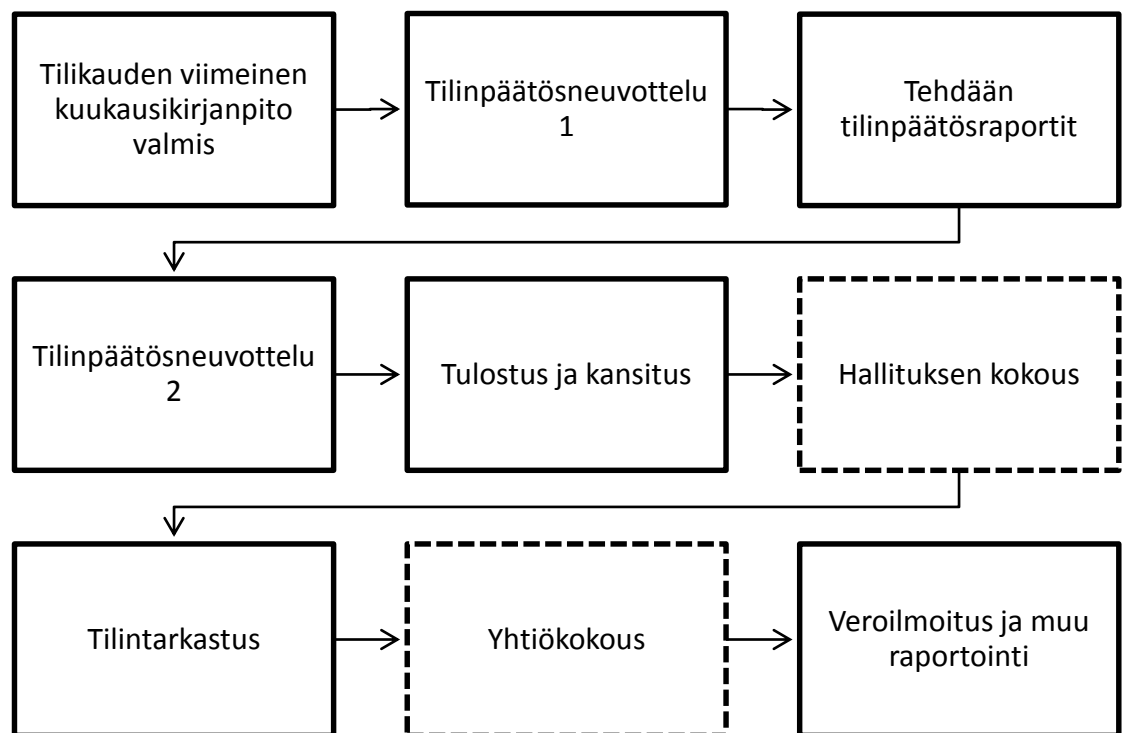 Tilikauden viimeinen
kuukausikirjanpito
valmis
Tilinpäätösneuvottelu
1
Tehdään
tilinpäätösraportit
Tilinpäätösneuvottelu
2
Tulostus ja kansitus
Hallituksen kokous
Tilintarkastus
Yhtiökokous
Veroilmoitus ja muu
raportointi